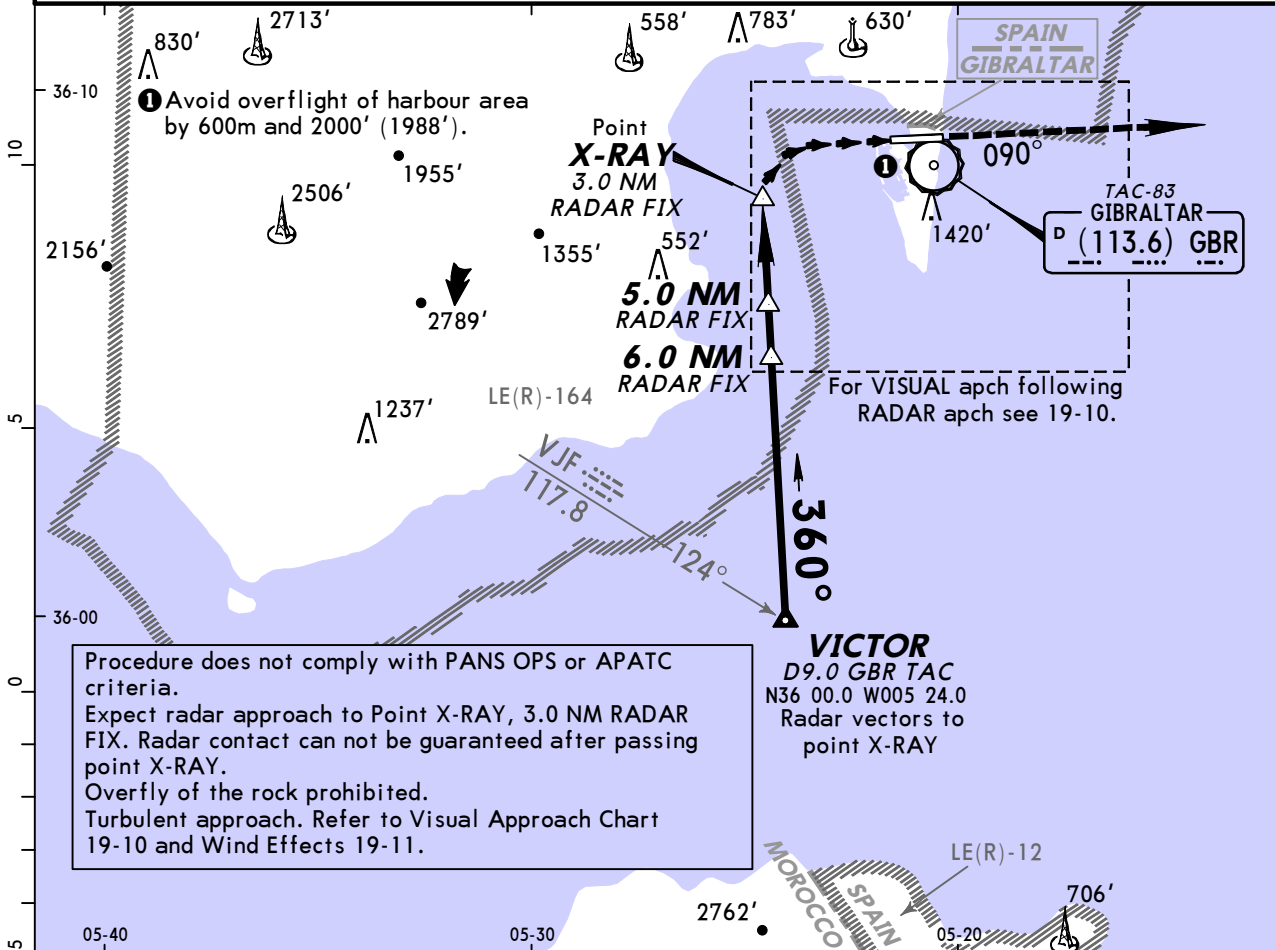 2713'
558'
783'
630'
830'
SPAIN
GIBRALTAR
36-10
1 Avoid overflight of harbour area
by 600m and 2000' (1988').
Point
X-RAY
3.0 NM
RADAR FIX
10
1955'
090°
1
TAC-83
GIBRALTAR
D (113.6) GBR
2506'
1420'
2156'
1355'
552'
5.0 NM
RADAR FIX
2789'
6.0 NM
RADAR FIX
For VISUAL apch following
RADAR apch see 19-10.
LE(R)-164
1237'
5
VJF
117.8
124°
360°
36-00
VICTOR
D9.0 GBR TAC
N36 00.0 W005 24.0
Radar vectors to
point X-RAY
0
Procedure does not comply with PANS OPS or APATC
criteria.
Expect radar approach to Point X-RAY, 3.0 NM RADAR
FIX. Radar contact can not be guaranteed after passing
point X-RAY.
Overfly of the rock prohibited.
Turbulent approach. Refer to Visual Approach Chart
19-10 and Wind Effects 19-11.
LE(R)-12
MOROCCO
SPAIN
706'
2762'
5
05-40
05-30
05-20